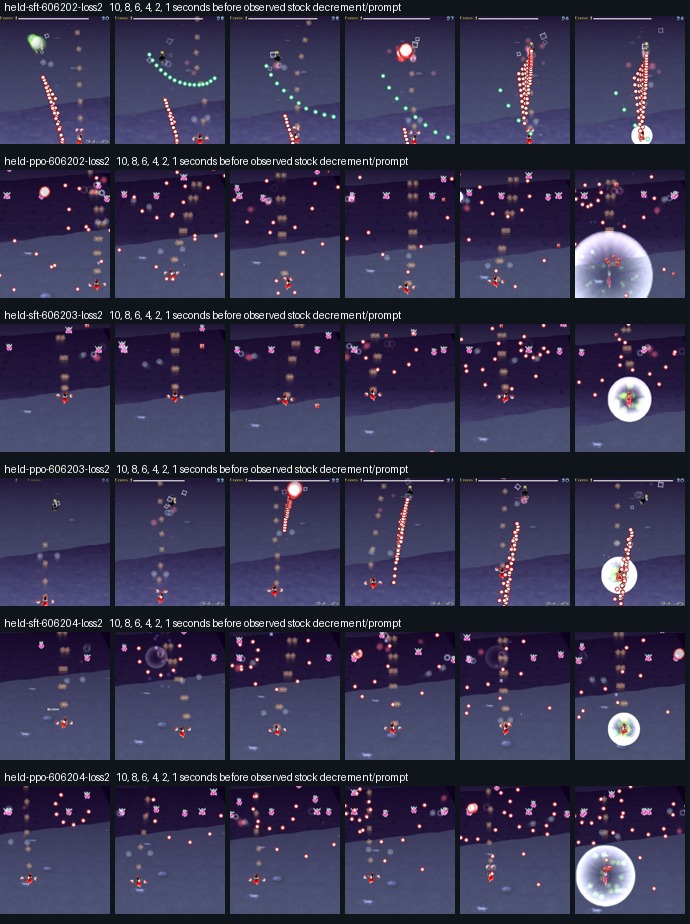 held-sft-606202-loss2 10, 8, 6, 4, 2, 1 seconds before observed stock decrement/prompt
held-ppo-606202-loss2 10, 8, 6, 4, 2, 1 seconds before observed stock decrement/prompt
held-sft-606203-loss2 10, 8, 6, 4, 2, 1 seconds before observed stock decrement/prompt
held-ppo-606203-loss2 10, 8, 6, 4, 2, 1 seconds before observed stock decrement/prompt
held-sft-606204-loss2 10, 8, 6, 4, 2, 1 seconds before observed stock decrement/prompt
held-ppo-606204-loss2 10, 8, 6, 4, 2, 1 seconds before observed stock decrement/prompt